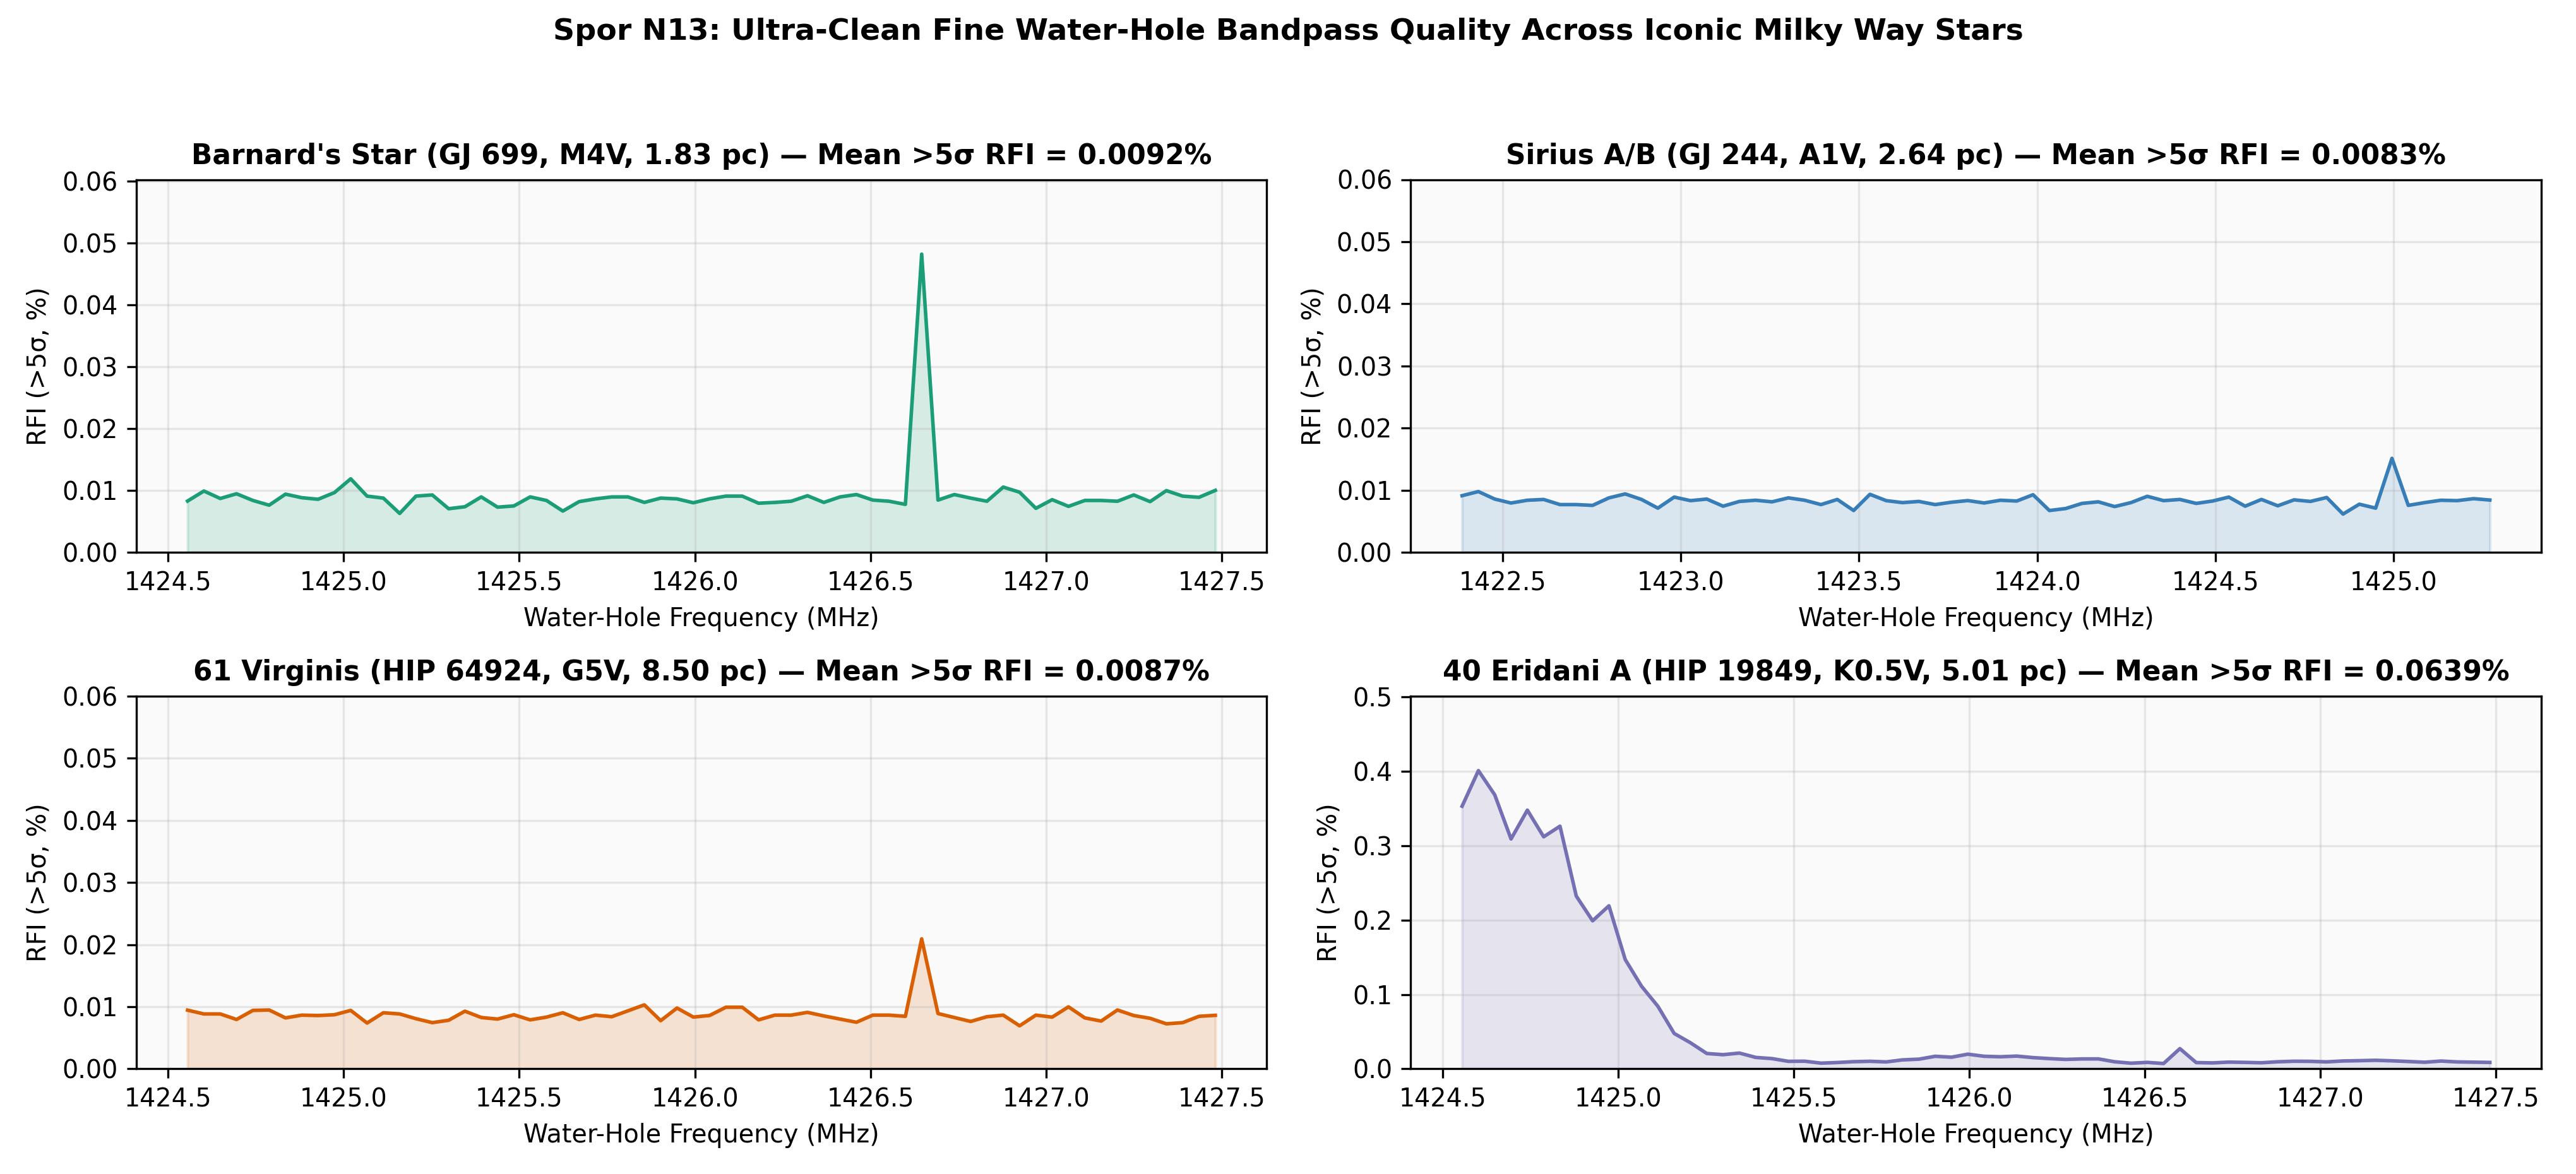 Spor N13: Ultra-Clean Fine Water-Hole Bandpass Quality Across Iconic Milky Way Stars
Barnard's Star (GJ 699, M4V, 1.83 pc) — Mean >5σ RFI = 0.0092%
RFI (>5σ, %)
0.06
0.05
0.04
0.03
0.02
0.01
0.00
1424.5 1425.0 1425.5 1426.0 1426.5 1427.0 1427.5
Water-Hole Frequency (MHz)
Sirius A/B (GJ 244, A1V, 2.64 pc) — Mean >5σ RFI = 0.0083%
RFI (>5σ, %)
0.06
0.05
0.04
0.03
0.02
0.01
0.00
1422.5 1423.0 1423.5 1424.0 1424.5 1425.0
Water-Hole Frequency (MHz)
61 Virginis (HIP 64924, G5V, 8.50 pc) — Mean >5σ RFI = 0.0087%
RFI (>5σ, %)
0.06
0.05
0.04
0.03
0.02
0.01
0.00
1424.5 1425.0 1425.5 1426.0 1426.5 1427.0 1427.5
Water-Hole Frequency (MHz)
40 Eridani A (HIP 19849, K0.5V, 5.01 pc) — Mean >5σ RFI = 0.0639%
RFI (>5σ, %)
0.5
0.4
0.3
0.2
0.1
0.0
1424.5 1425.0 1425.5 1426.0 1426.5 1427.0 1427.5
Water-Hole Frequency (MHz)